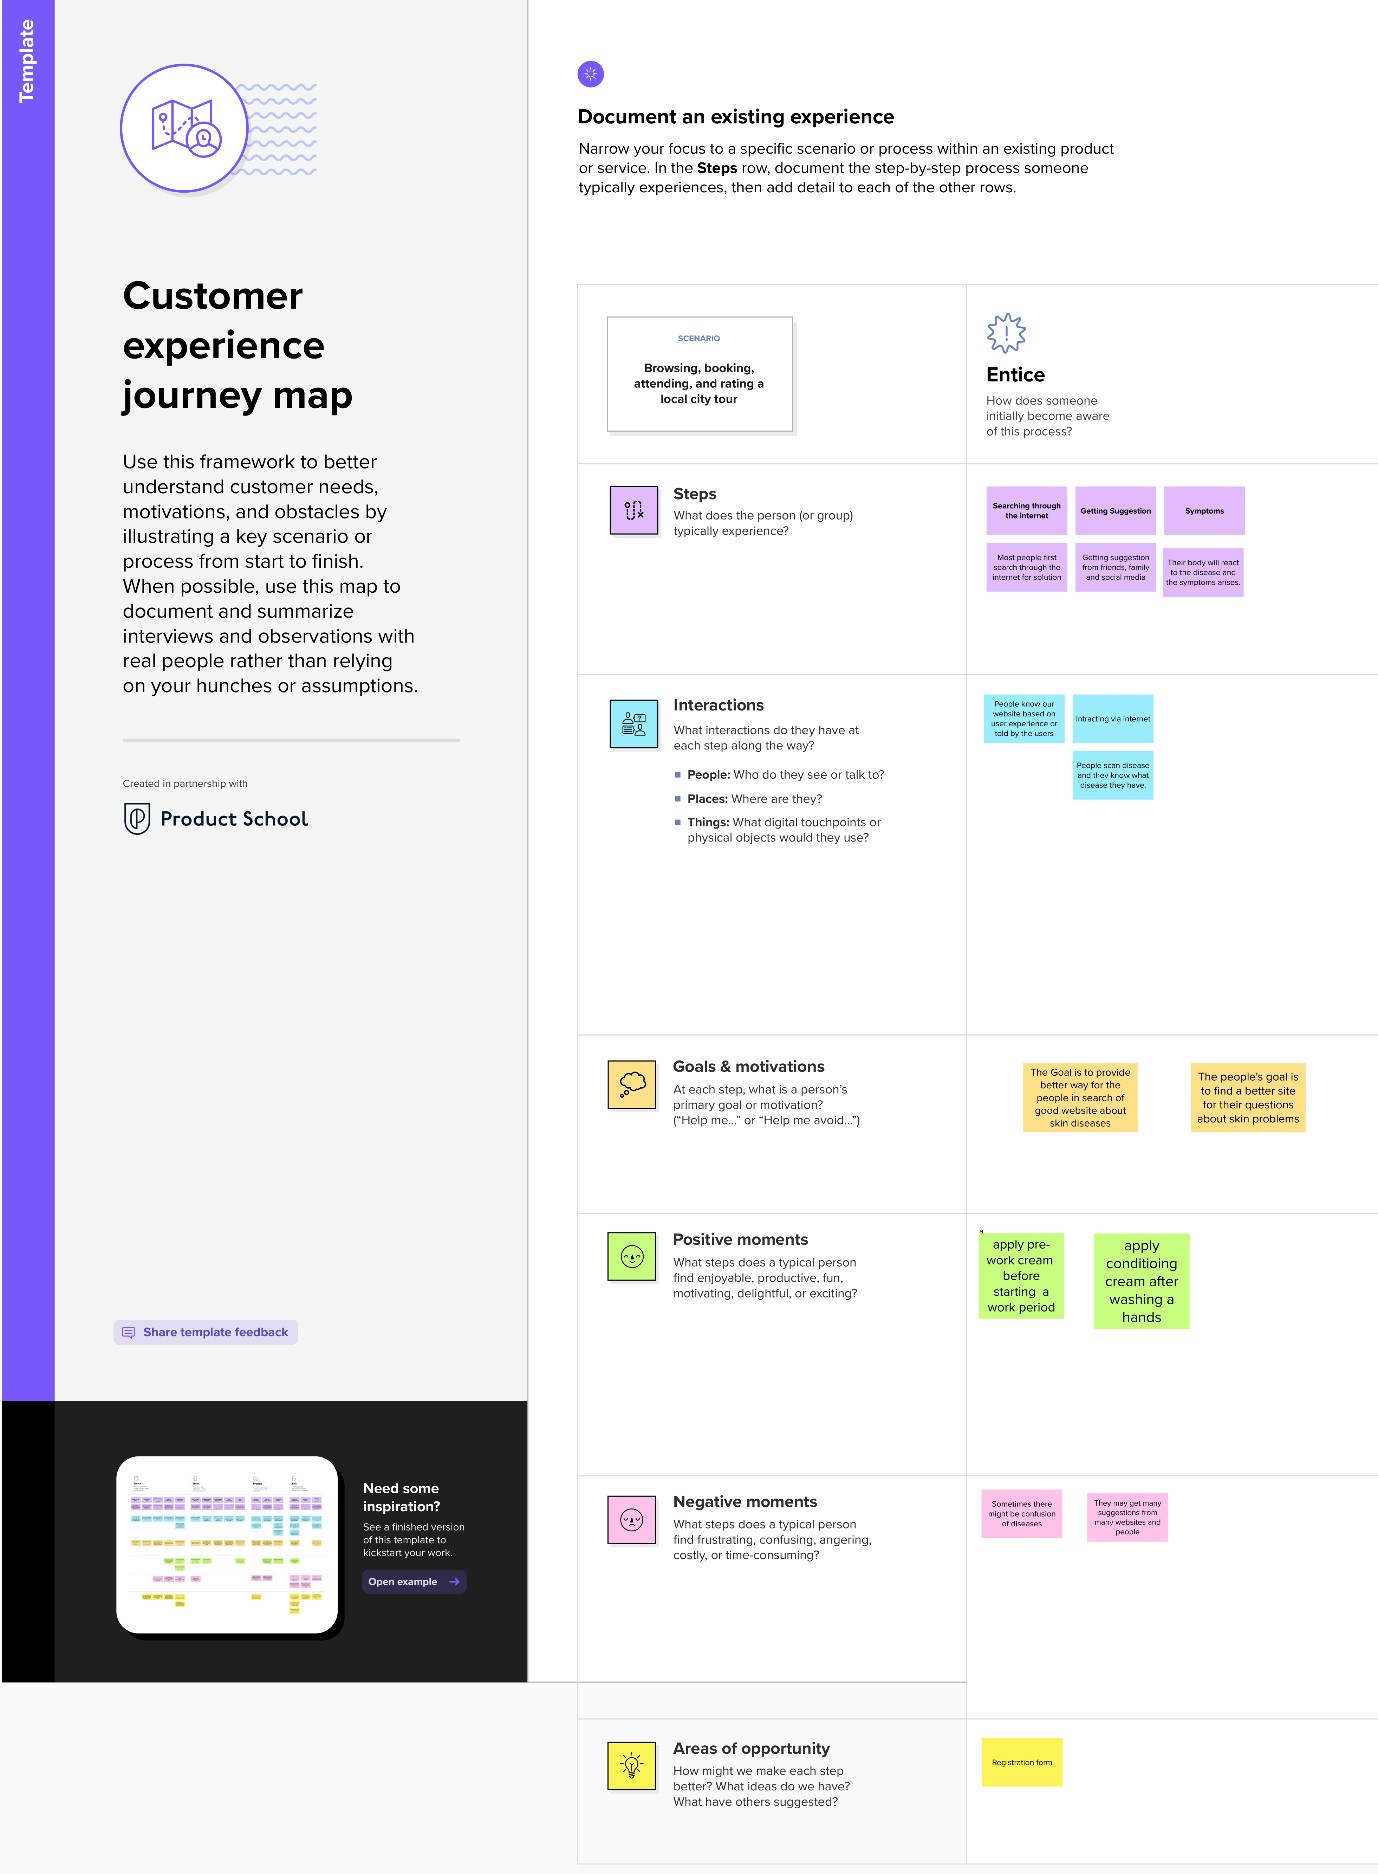 Template
Customer
experience
journey map
Use this framework to better
understand customer needs,
motivations, and obstacles by
illustrating a key scenario or
process from start to finish.
When possible, use this map to
document and summarize
interviews and observations with
real people rather than relying
on your hunches or assumptions.
Created in partnership with
Product School
Share template feedback
Need some
inspiration?
See a finished version
of this template to
kickstart your work.
Open example
Document an existing experience
Narrow your focus to a specific scenario or process within an existing product
or service. In the Steps row, document the step-by-step process someone
typically experiences, then add detail to each of the other rows.
SCENARIO
Browsing, booking,
attending, and rating a
local city tour
Entice
How does someone
initially become aware
of this process?
Steps
What does the person (or group)
typically experience?
Searching through
the internet
Getting Suggestion
Symptoms
Most people first
search through the
internet for solution
Getting suggestion
from friends, family
and social media
Their body will react
to the disease and
the symptoms arises.
Interactions
What interactions do they have at
each step along the way?
People: Who do they see or talk to?
Places: Where are they?
Things: What digital touchpoints or
physical objects would they use?
People know our
website based on
user experience or
told by the users
Intracting via internet
People scan disease
and they know what
disease they have.
Goals & motivations
At each step, what is a person's
primary goal or motivation?
("Help me..." or "Help me avoid...")
The Goal is to provide
better way for the
people in search of
good website about
skin diseases
The people's goal is
to find a better site
for their questions
about skin problems
Positive moments
What steps does a typical person
find enjoyable, productive, fun,
motivating, delightful, or exciting?
apply pre-
work cream
before
starting a
work period
apply
conditioing
cream after
washing a
hands
Negative moments
What steps does a typical person
find frustrating, confusing, angering,
costly, or time-consuming?
Sometimes there
might be confusion
of diseases
They may get many
suggestions from
many websites and
people
Areas of opportunity
How might we make each step
better? What ideas do we have?
What have others suggested?
Registration form